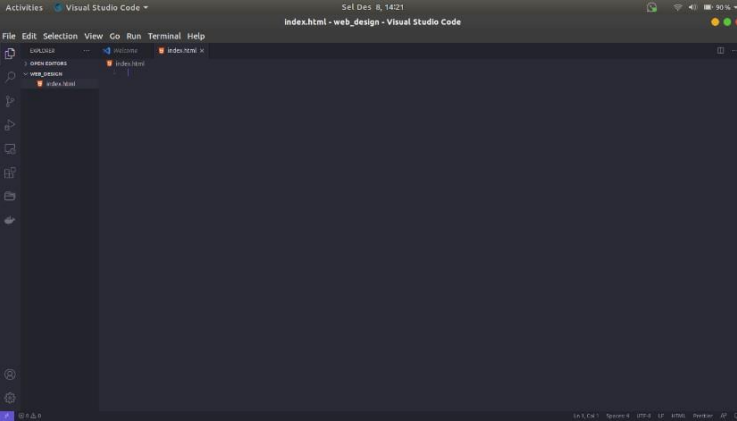 Activities Visual Studio Code Sel Des 8, 14:21 90 %
index.html - web_design - Visual Studio Code
File Edit Selection View Go Run Terminal Help
EXPLORER Welcome index.html
OPEN EDITORS index.html
WEB_DESIGN 1
index.html
0 0 Ln 1, Col 1 Spaces: 4 UTF-8 LF HTML Prettier